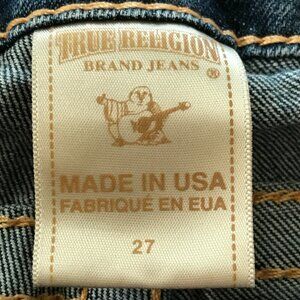 TRUE RELIGION
BRAND JEANS ®
MADE IN USA
FABRIQUÉ EN EUA
27